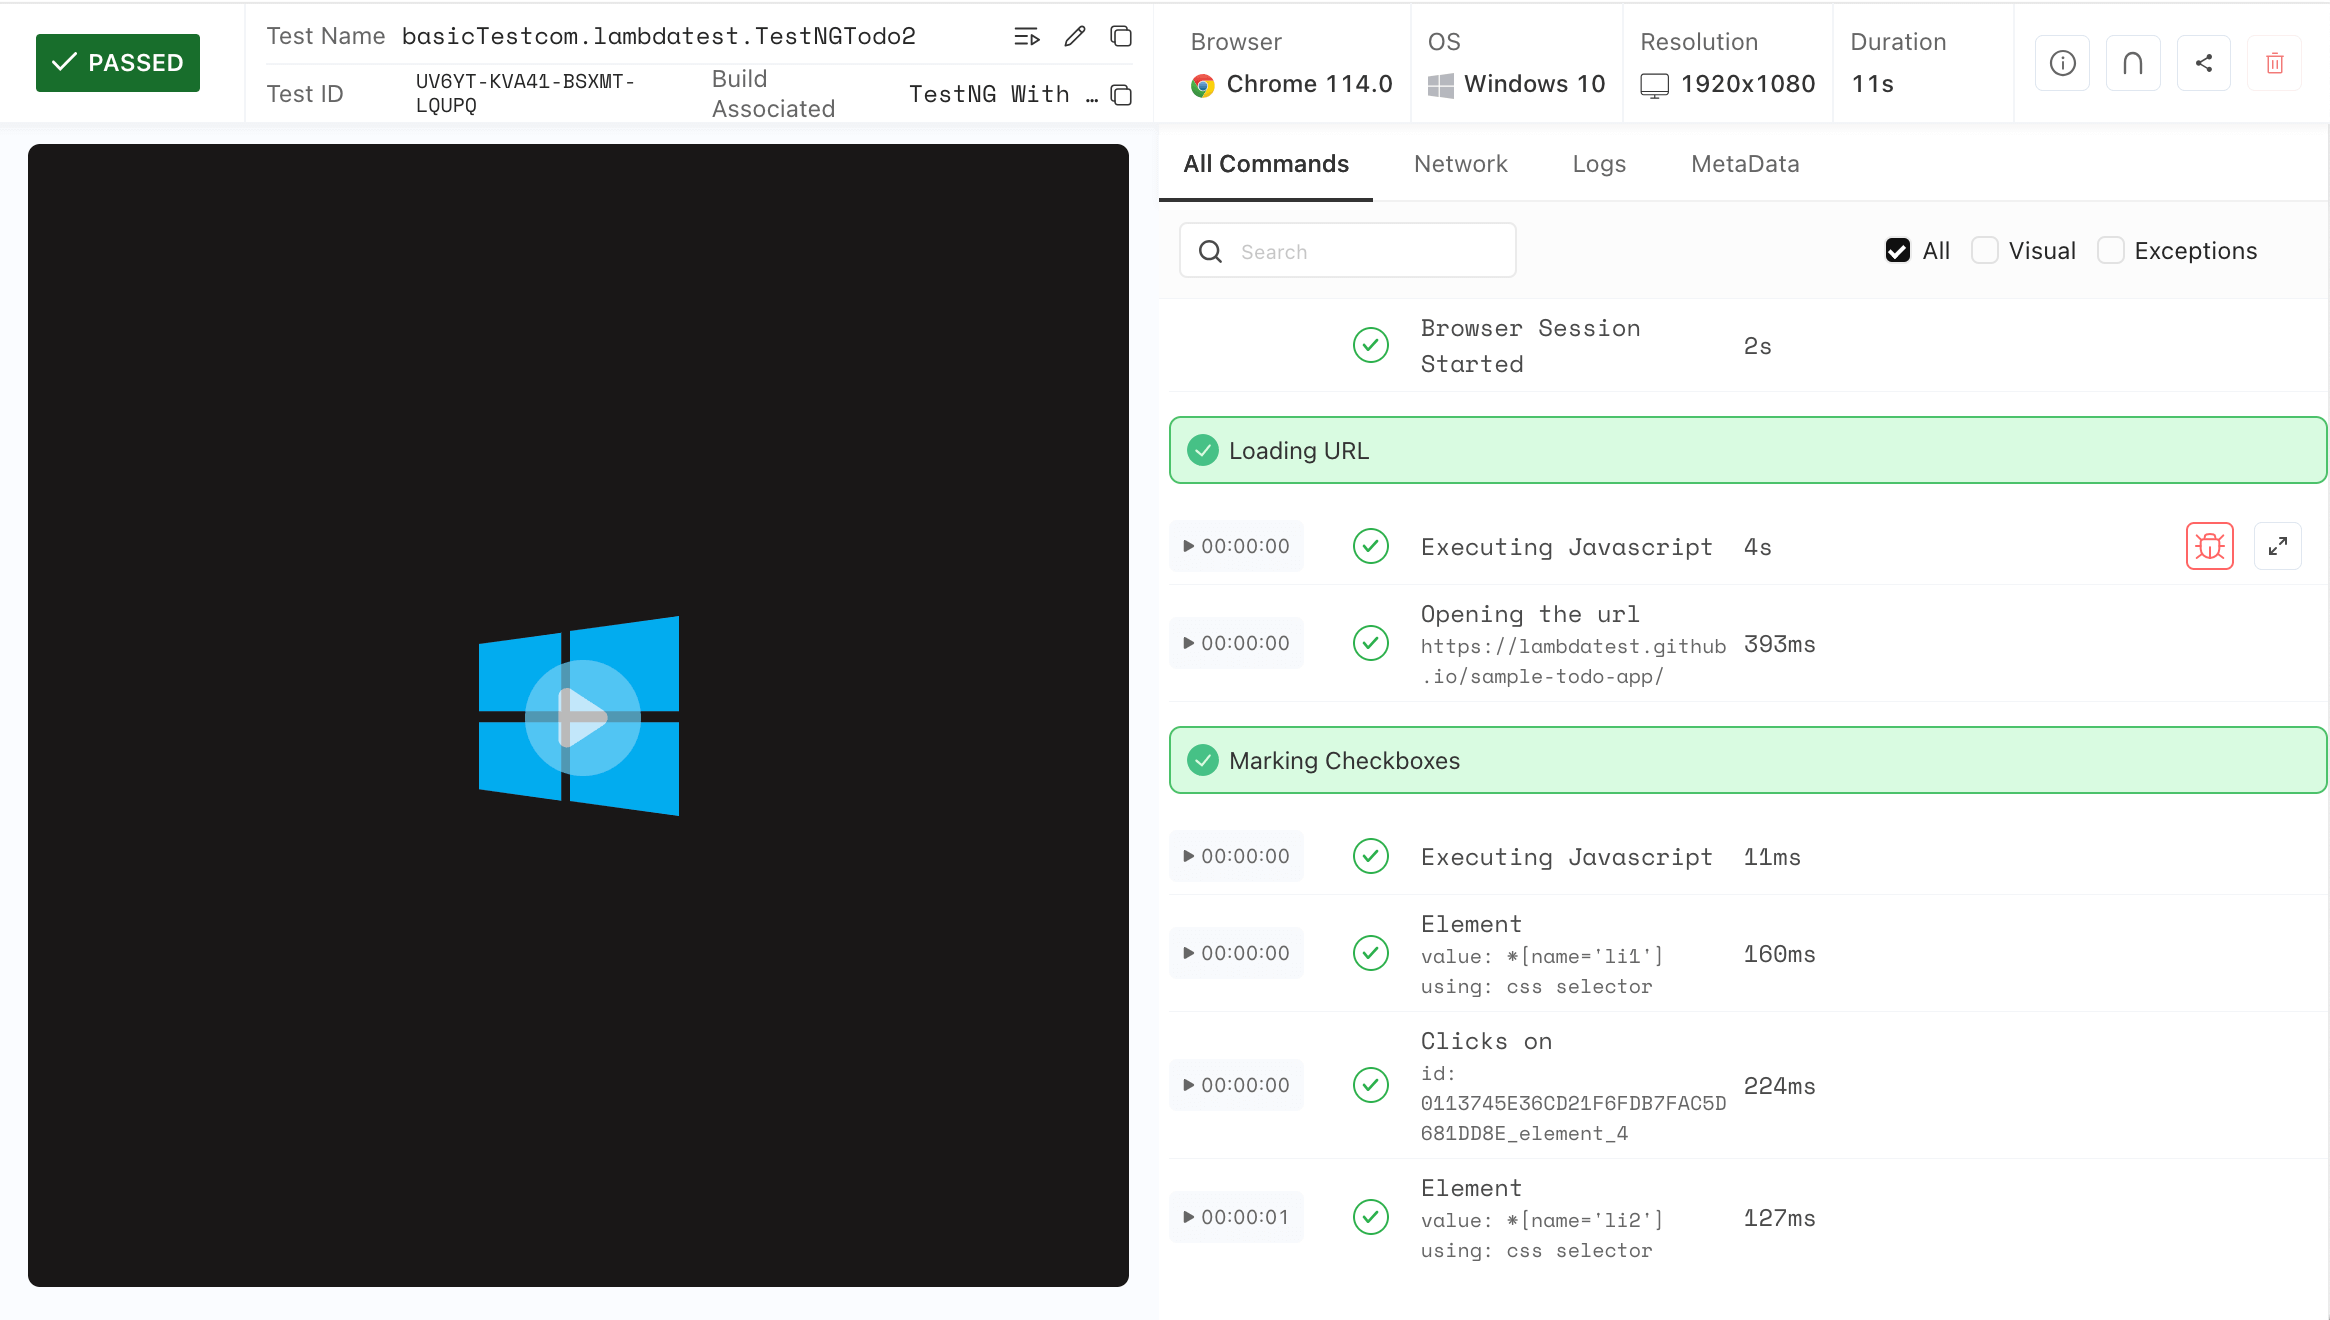 PASSED
Test Name basicTestcom.lambdatest.TestNGTodo2
Test ID
UV6YT-KVA41-BSXMT-
LQUPQ
Build
Associated
TestNG With …
Browser
Chrome 114.0
OS
Windows 10
Resolution
1920x1080
Duration
11s
All Commands
Network
Logs
MetaData
Search
All
Visual
Exceptions
Browser Session
Started
2s
Loading URL
00:00:00
Executing Javascript
4s
00:00:00
Opening the url
https://lambdatest.github
.io/sample-todo-app/
393ms
Marking Checkboxes
00:00:00
Executing Javascript
11ms
00:00:00
Element
value: *[name='li1']
using: css selector
160ms
00:00:00
Clicks on
id:
0113745E36CD21F6FDB7FAC5D
681DD8E_element_4
224ms
00:00:01
Element
value: *[name='li2']
using: css selector
127ms